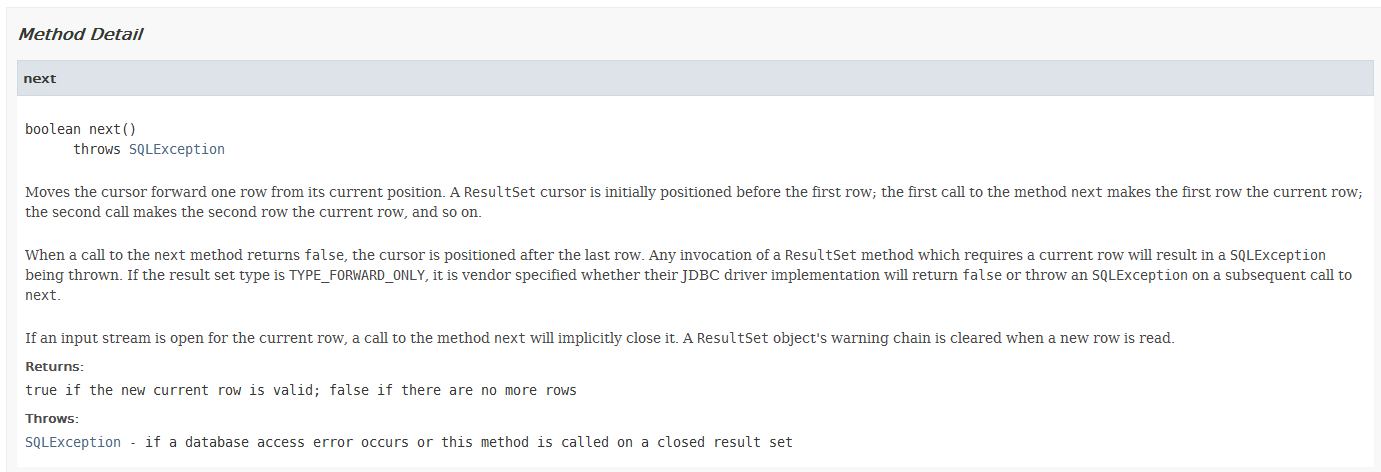 Method Detail
next
boolean next()
throws SQLException
Moves the cursor forward one row from its current position. A ResultSet cursor is initially positioned before the first row; the first call to the method next makes the first row the current row;
the second call makes the second row the current row, and so on.
When a call to the next method returns false, the cursor is positioned after the last row. Any invocation of a ResultSet method which requires a current row will result in a SQLException
being thrown. If the result set type is TYPE_FORWARD_ONLY, it is vendor specified whether their JDBC driver implementation will return false or throw an SQLException on a subsequent call to
next.
If an input stream is open for the current row, a call to the method next will implicitly close it. A ResultSet object's warning chain is cleared when a new row is read.
Returns:
true if the new current row is valid; false if there are no more rows
Throws:
SQLException - if a database access error occurs or this method is called on a closed result set